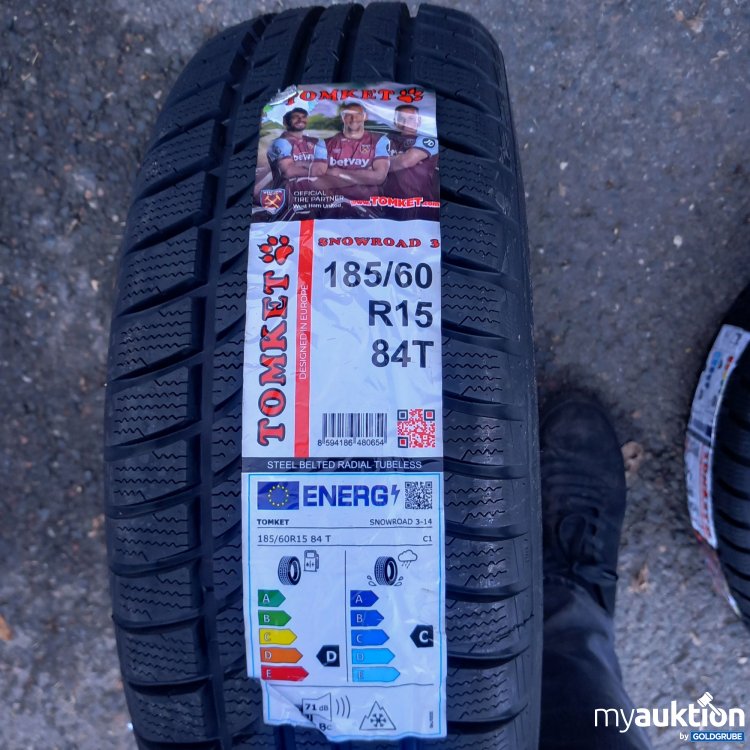 TOMKET
betway
betway
JD
OFFICIAL
TIRE PARTNER
West Ham United
www.TOMKET.com
SNOWROAD 3
TOMKET
DESIGNED IN EUROPE
185/60
R15
84T
8 594186 480654
STEEL BELTED RADIAL TUBELESS
ENERG
TOMKET SNOWROAD 3-14
185/60R15 84 T C1
A A
B B
C C C
D D D
E E
71 dB
myauktion
by GOLDGRUBE